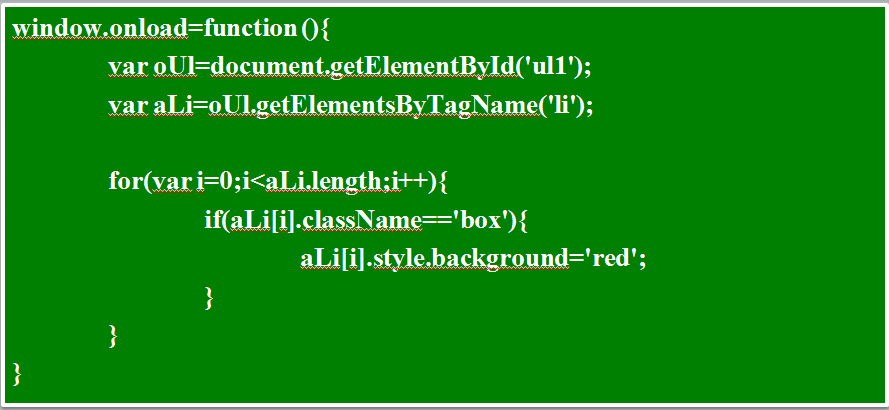 window.onload=function (){
var oUl=document.getElementById('ul1');
var aLi=oUl.getElementsByTagName('li');
for(var i=0;i<aLi.length;i++){
if(aLi[i].className=='box'){
aLi[i].style.background='red';
}
}
}